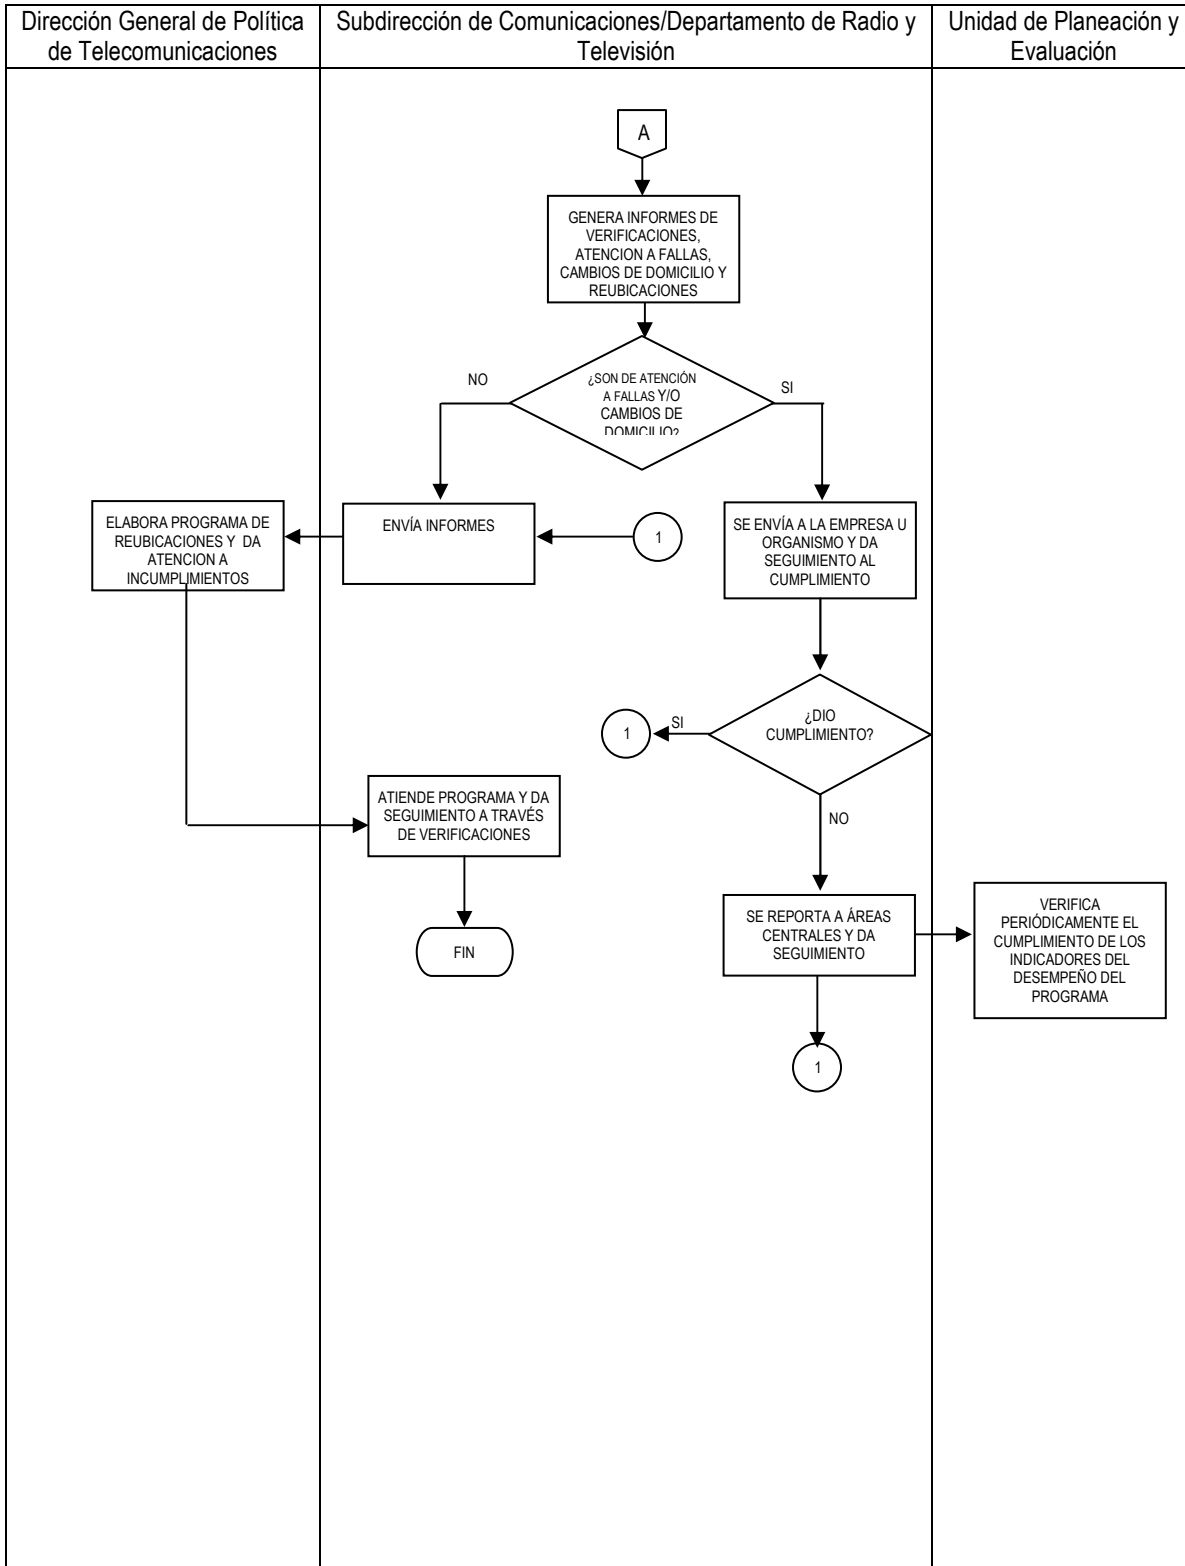 Dirección General de Política
de Telecomunicaciones
Subdirección de Comunicaciones/Departamento de Radio y
Televisión
Unidad de Planeación y
Evaluación
A
GENERA INFORMES DE
VERIFICACIONES,
ATENCION A FALLAS,
CAMBIOS DE DOMICILIO Y
REUBICACIONES
NO
¿SON DE ATENCIÓN
A FALLAS Y/O
CAMBIOS DE
DOMICILIO?
SI
ELABORA PROGRAMA DE
REUBICACIONES Y DA
ATENCION A
INCUMPLIMIENTOS
ENVÍA INFORMES
1
SE ENVÍA A LA EMPRESA U
ORGANISMO Y DA
SEGUIMIENTO AL
CUMPLIMIENTO
1
SI
¿DIO
CUMPLIMIENTO?
NO
ATIENDE PROGRAMA Y DA
SEGUIMIENTO A TRAVÉS
DE VERIFICACIONES
FIN
SE REPORTA A ÁREAS
CENTRALES Y DA
SEGUIMIENTO
VERIFICA
PERIÓDICAMENTE EL
CUMPLIMIENTO DE LOS
INDICADORES DEL
DESEMPEÑO DEL
PROGRAMA
1